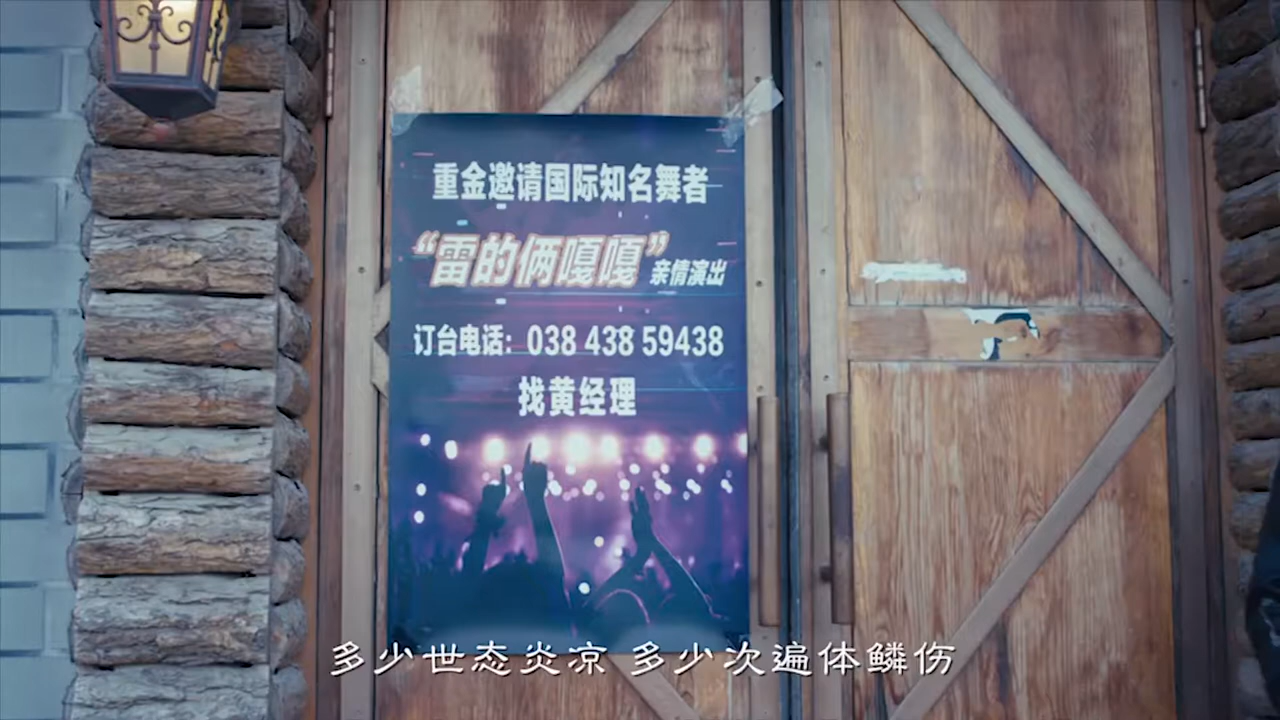 重金邀请国际知名舞者
“雷的俩嘎嘎”亲情演出
订台电话：038 438 59438
找黄经理
多少世态炎凉 多少次遍体鳞伤